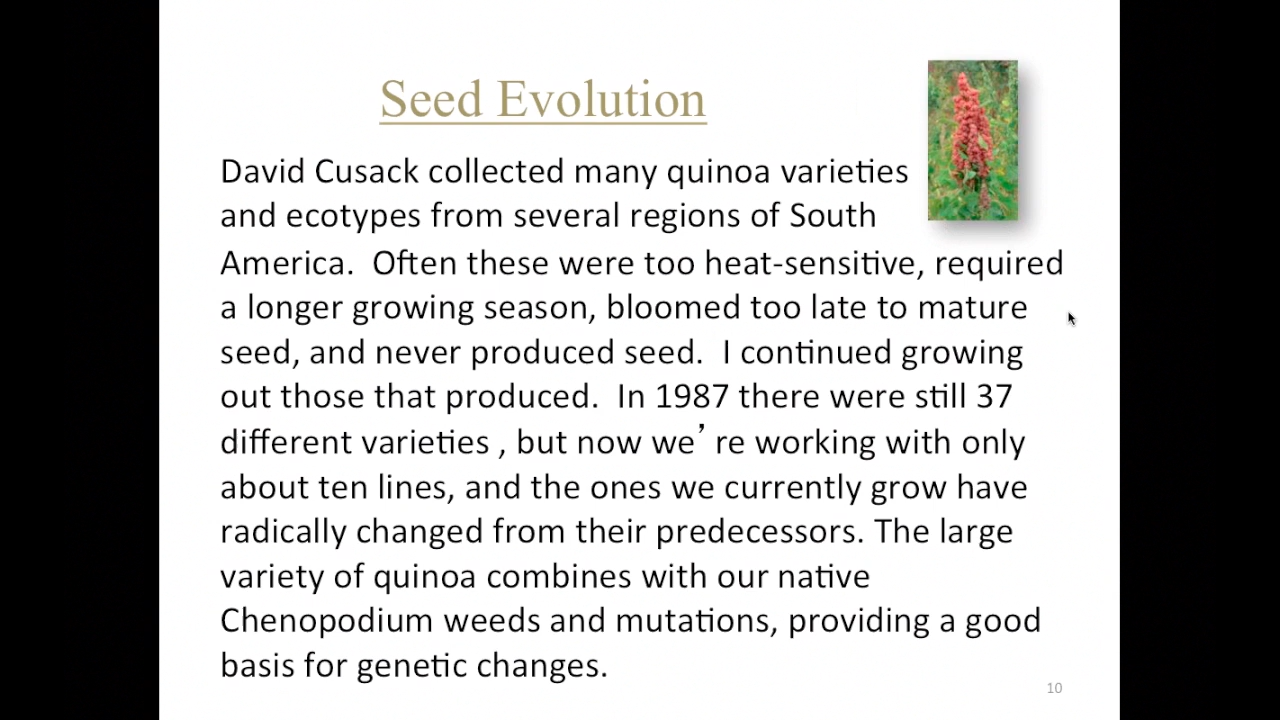 Seed Evolution
David Cusack collected many quinoa varieties
and ecotypes from several regions of South
America.  Often these were too heat-sensitive, required
a longer growing season, bloomed too late to mature
seed, and never produced seed.  I continued growing
out those that produced.  In 1987 there were still 37
different varieties , but now we’ re working with only
about ten lines, and the ones we currently grow have
radically changed from their predecessors. The large
variety of quinoa combines with our native
Chenopodium weeds and mutations, providing a good
basis for genetic changes.
10